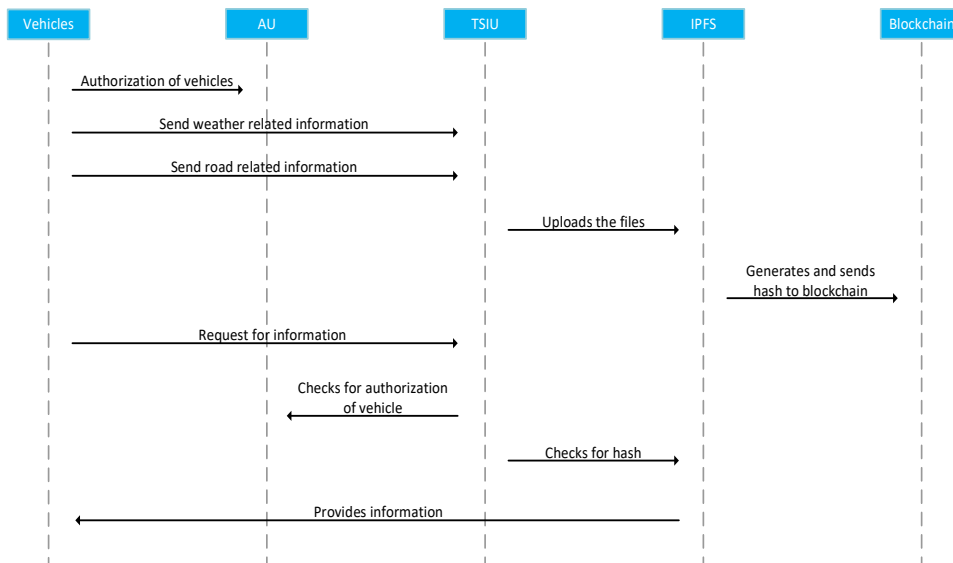 Vehicles
AU
TSIU
IPFS
Blockchain
Authorization of vehicles
Send weather related information
Send road related information
Uploads the files
Generates and sends
hash to blockchain
Request for information
Checks for authorization
of vehicle
Checks for hash
Provides information